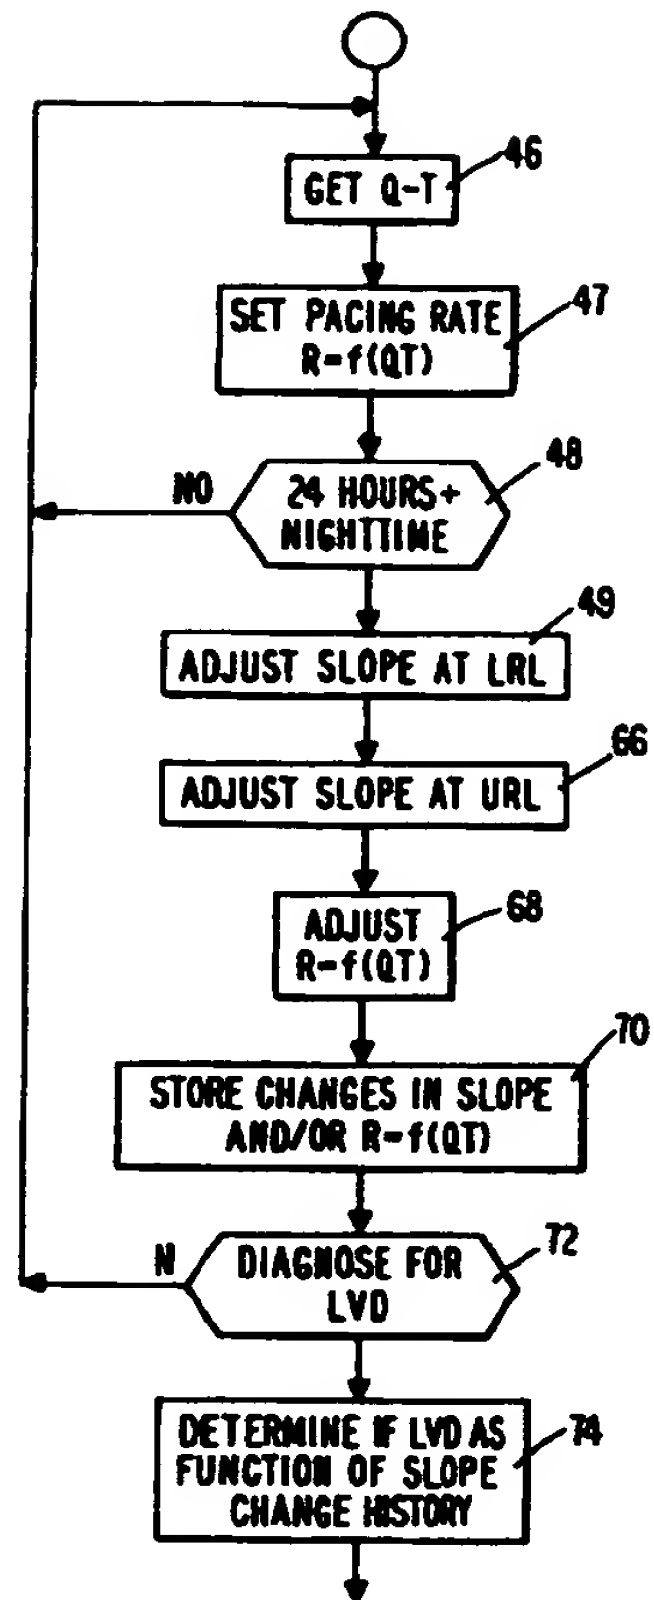 46
GET Q-T
47
SET PACING RATE
R=f(QT)
48
NO
24 HOURS+
NIGHTTIME
49
ADJUST SLOPE AT LRL
66
ADJUST SLOPE AT URL
68
ADJUST
R=f(QT)
70
STORE CHANGES IN SLOPE
AND/OR R=f(QT)
72
N
DIAGNOSE FOR
LVD
74
DETERMINE IF LVD AS
FUNCTION OF SLOPE
CHANGE HISTORY